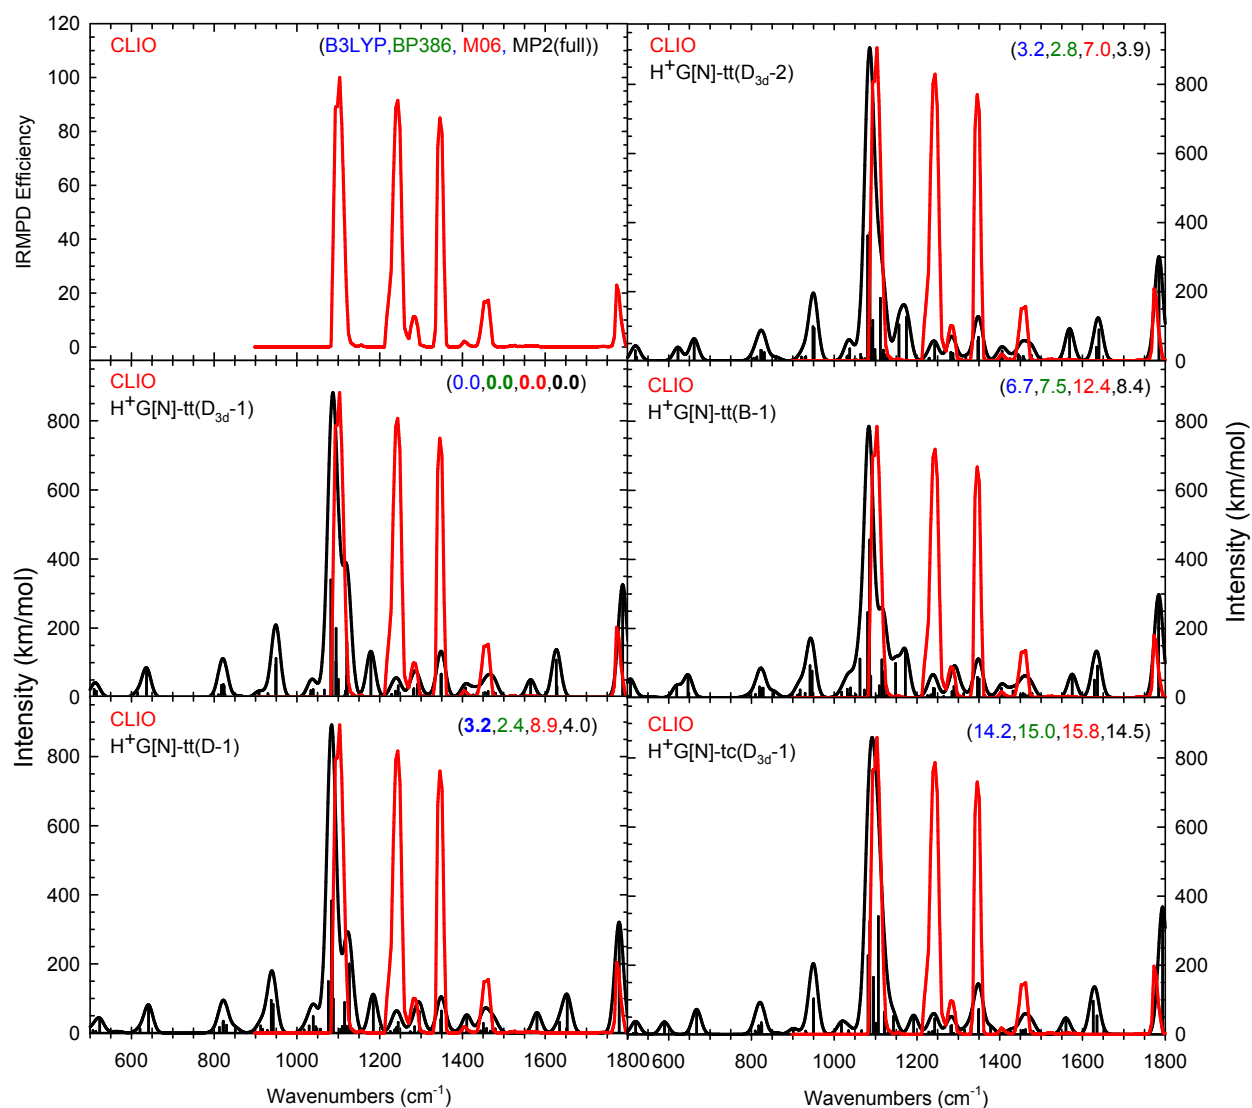 CLIO (B3LYP,BP386, M06, MP2(full))
120
100
80
60
40
20
0
IRMPD Efficiency
CLIO (3.2,2.8,7.0,3.9)
H+G[N]-tt(D3d-2)
800
600
400
200
0
CLIO (0.0,0.0,0.0,0.0)
H+G[N]-tt(D3d-1)
800
600
400
200
0
CLIO (6.7,7.5,12.4,8.4)
H+G[N]-tt(B-1)
800
600
400
200
0
CLIO (3.2,2.4,8.9,4.0)
H+G[N]-tt(D-1)
800
600
400
200
0
CLIO (14.2,15.0,15.8,14.5)
H+G[N]-tc(D3d-1)
800
600
400
200
0
Intensity (km/mol)
Intensity (km/mol)
600 800 1000 1200 1400 1600 1800
600 800 1000 1200 1400 1600 1800
Wavenumbers (cm-1)
Wavenumbers (cm-1)